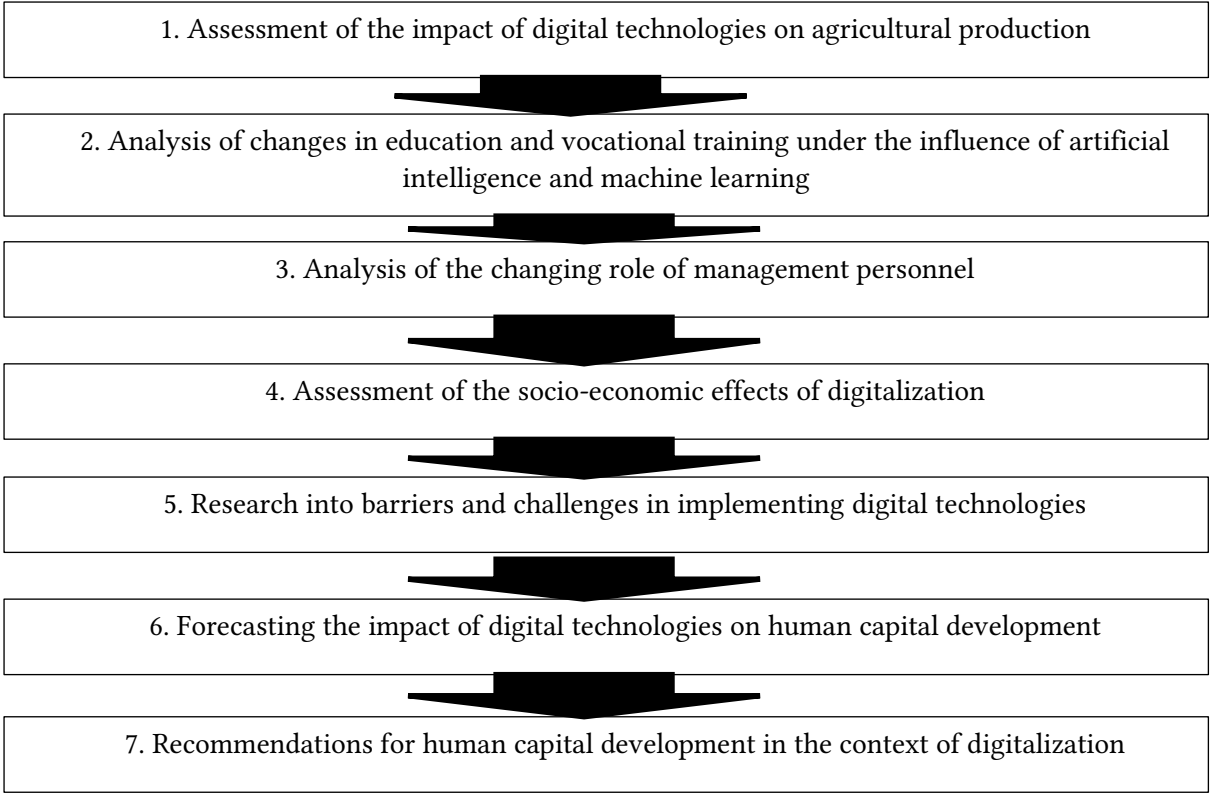 1. Assessment of the impact of digital technologies on agricultural production
2. Analysis of changes in education and vocational training under the influence of artificial
intelligence and machine learning
3. Analysis of the changing role of management personnel
4. Assessment of the socio-economic effects of digitalization
5. Research into barriers and challenges in implementing digital technologies
6. Forecasting the impact of digital technologies on human capital development
7. Recommendations for human capital development in the context of digitalization